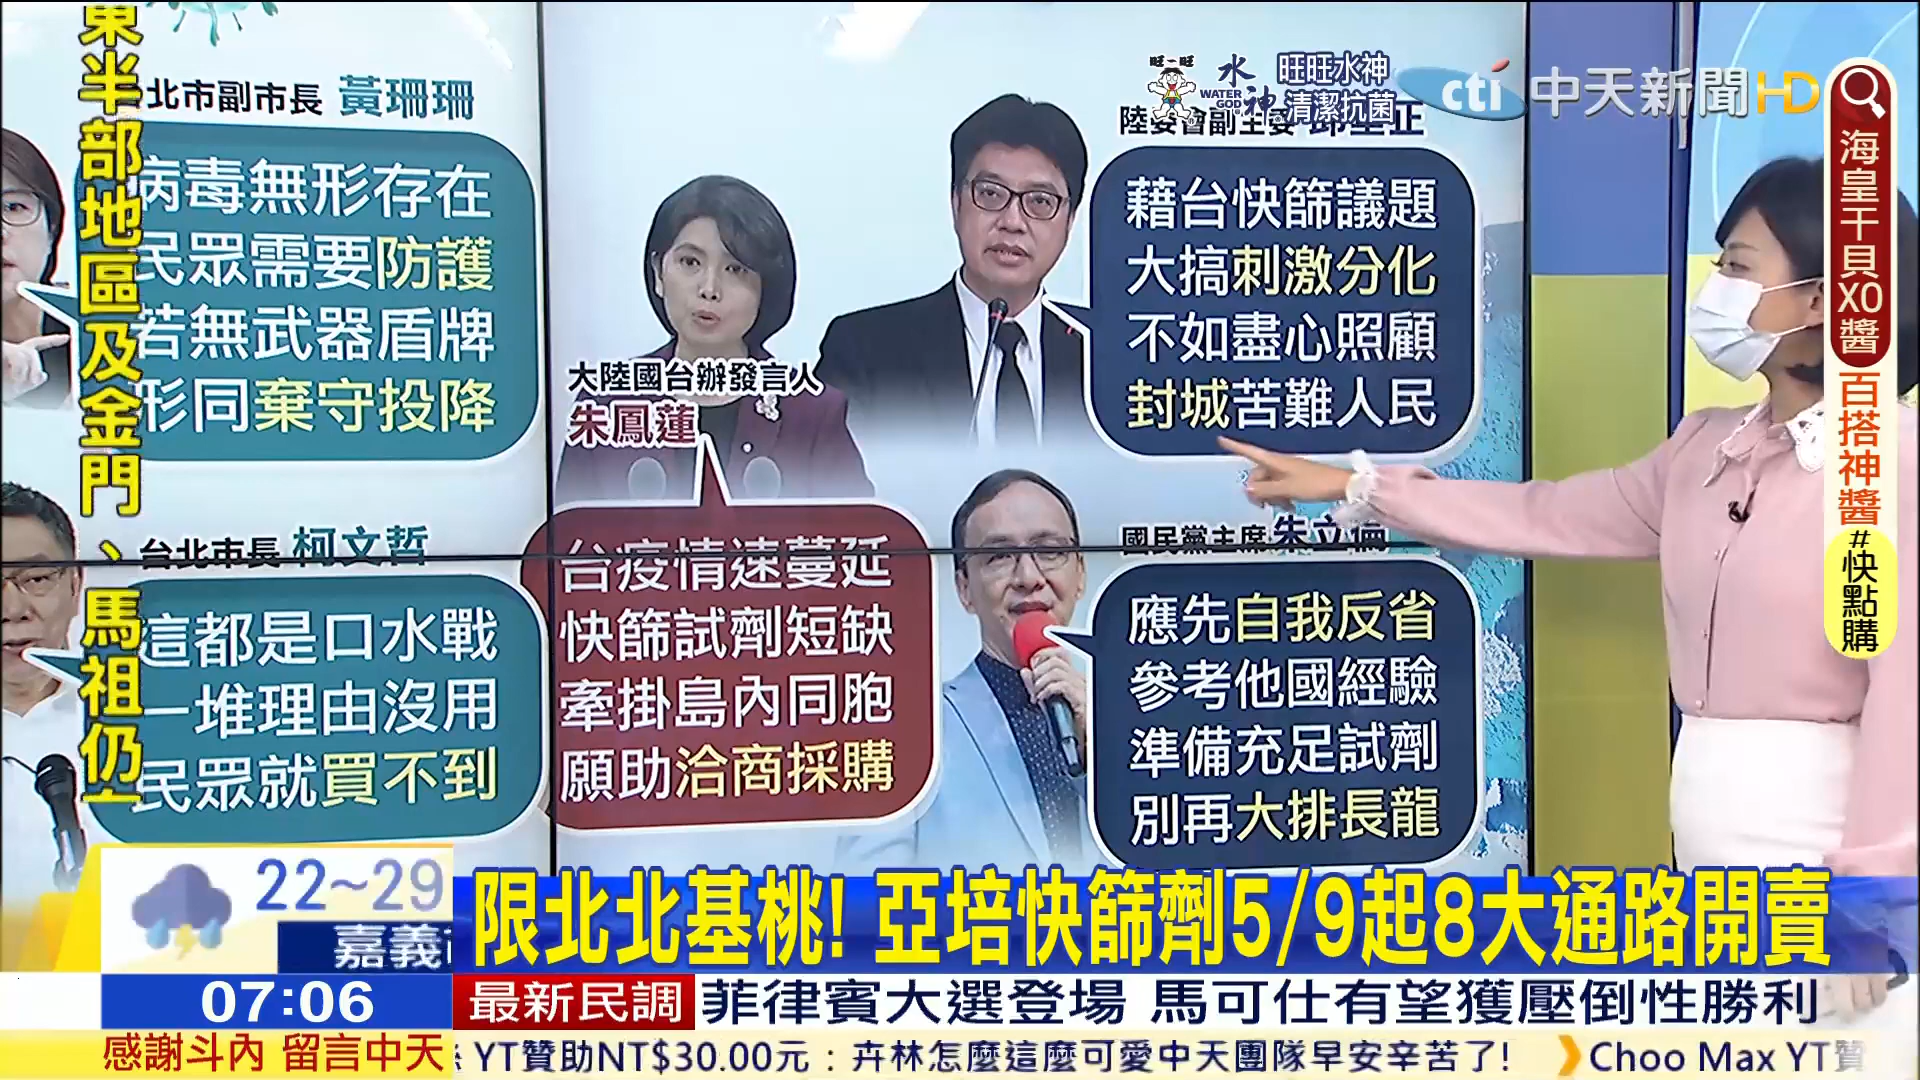 東半部地區及金門、馬祖仍
台北市副市長 黃珊珊
病毒無形存在
民眾需要防護
若無武器盾牌
形同棄守投降
台北市長 柯文哲
這都是口水戰
一堆理由沒用
民眾就買不到
大陸國台辦發言人
朱鳳蓮
台疫情速蔓延
快篩試劑短缺
牽掛島內同胞
願助洽商採購
陸委會副主委 邱垂正
藉台快篩議題
大搞刺激分化
不如盡心照顧
封城苦難人民
國民黨主席 朱立倫
應先自我反省
參考他國經驗
準備充足試劑
別再大排長龍
旺旺
水神
WATER GOD
旺旺水神
清潔抗菌
cti 中天新聞HD
海皇干貝XO醬
百搭神醬
#快點購
22~29
嘉義
限北北基桃! 亞培快篩劑5/9起8大通路開賣
07:06
最新民調 菲律賓大選登場 馬可仕有望獲壓倒性勝利
感謝斗內 留言中天
YT贊助NT$30.00元：卉林怎麼這麼可愛中天團隊早安辛苦了!
Choo Max YT贊